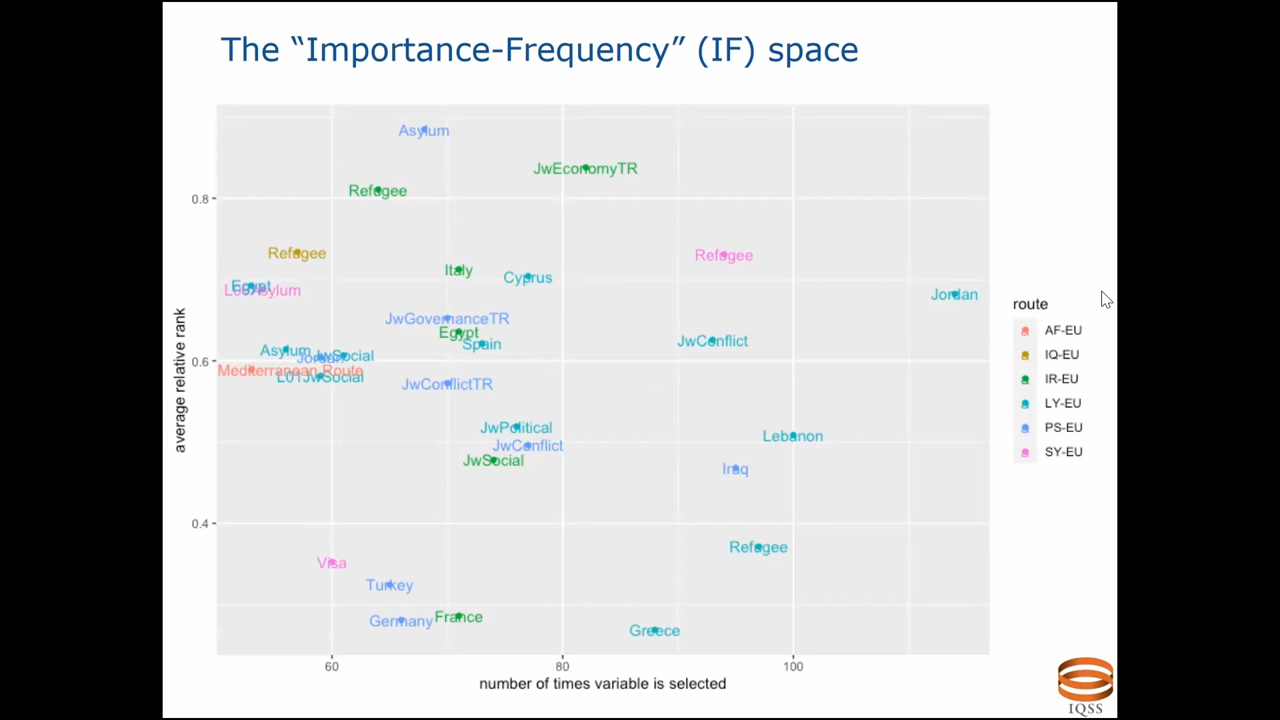 The “Importance-Frequency” (IF) space
Asylum
JwEconomyTR
Refugee
0.8
Refugee
Refugee
Italy
Cyprus
Egypt
L03Asylum
Jordan
route
JwGovernanceTR
AF-EU
Egypt
Spain
JwConflict
IQ-EU
Asylum
JwSocial
Jordan
0.6
Mediterranean Route
L01JwSocial
IR-EU
JwConflictTR
LY-EU
average relative rank
JwPolitical
PS-EU
Lebanon
JwConflict
SY-EU
JwSocial
Iraq
0.4
Refugee
Visa
Turkey
Germany
France
Greece
60
80
100
number of times variable is selected
IQSS